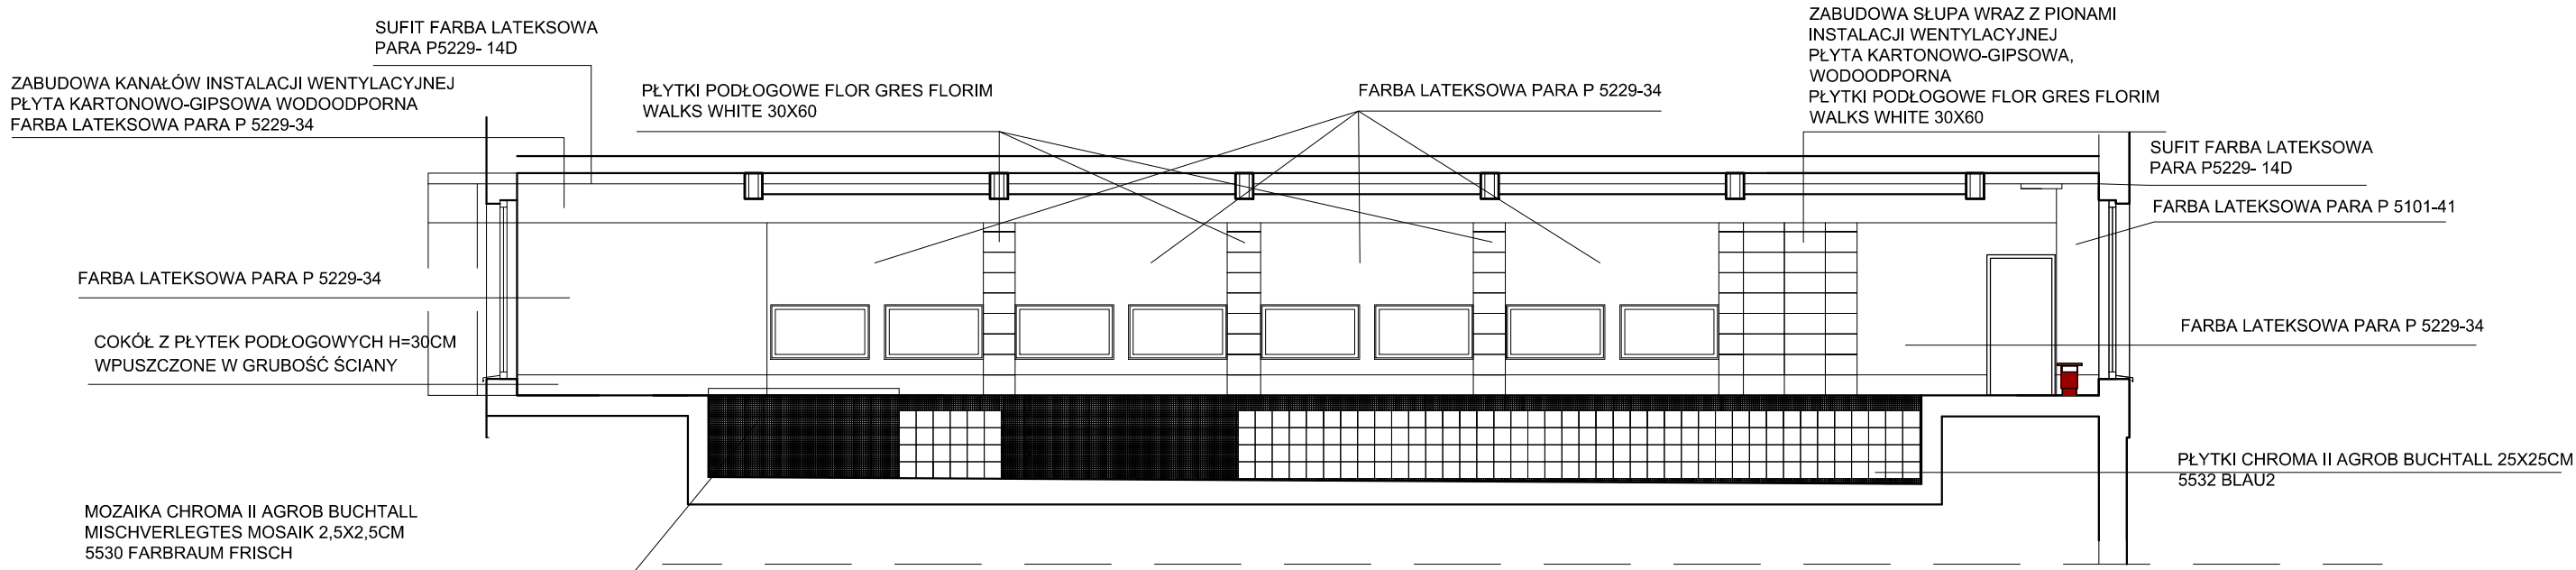 SUFIT FARBA LATEKSOWA
PARA P5229- 14D
ZABUDOWA KANAŁÓW INSTALACJI WENTYLACYJNEJ
PŁYTA KARTONOWO-GIPSOWA WODOODPORNA
FARBA LATEKSOWA PARA P 5229-34
PŁYTKI PODŁOGOWE FLOR GRES FLORIM
WALKS WHITE 30X60
FARBA LATEKSOWA PARA P 5229-34
ZABUDOWA SŁUPA WRAZ Z PIONAMI
INSTALACJI WENTYLACYJNEJ
PŁYTA KARTONOWO-GIPSOWA,
WODOODPORNA
PŁYTKI PODŁOGOWE FLOR GRES FLORIM
WALKS WHITE 30X60
SUFIT FARBA LATEKSOWA
PARA P5229- 14D
FARBA LATEKSOWA PARA P 5101-41
FARBA LATEKSOWA PARA P 5229-34
COKÓŁ Z PŁYTEK PODŁOGOWYCH H=30CM
WPUSZCZONE W GRUBOŚĆ ŚCIANY
FARBA LATEKSOWA PARA P 5229-34
PŁYTKI CHROMA II AGROB BUCHTALL 25X25CM
5532 BLAU2
MOZAIKA CHROMA II AGROB BUCHTALL
MISCHVERLEGTES MOSAIK 2,5X2,5CM
5530 FARBRAUM FRISCH